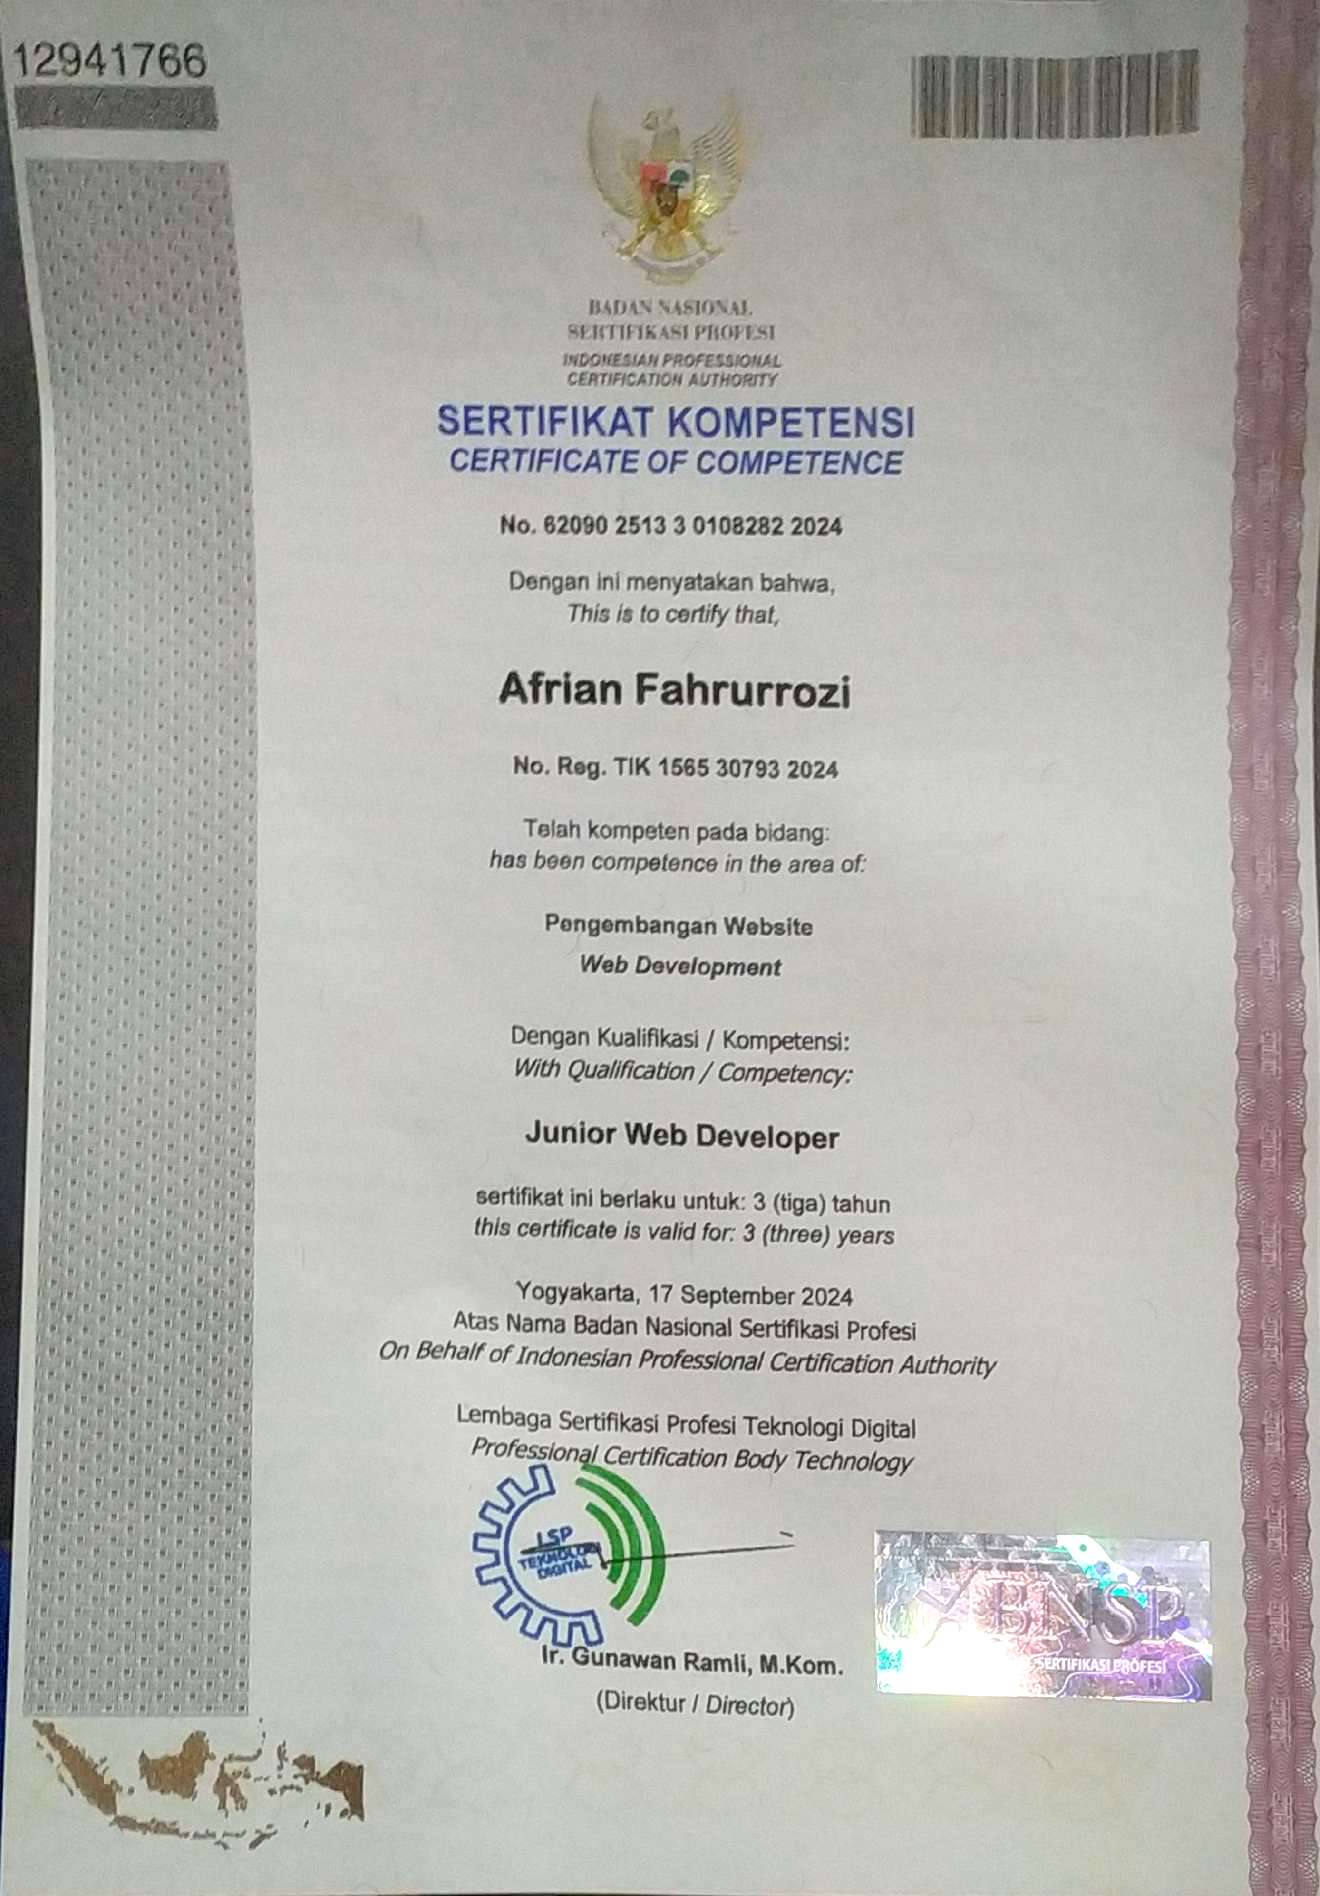 12941766
BADAN NASIONAL
SERTIFIKASI PROFESI
INDONESIAN PROFESSIONAL
CERTIFICATION AUTHORITY
SERTIFIKAT KOMPETENSI
CERTIFICATE OF COMPETENCE
No. 62090 2513 3 0108282 2024
Dengan ini menyatakan bahwa,
This is to certify that,
Afrian Fahrurrozi
No. Reg. TIK 1565 30793 2024
Telah kompeten pada bidang:
has been competence in the area of:
Pengembangan Website
Web Development
Dengan Kualifikasi / Kompetensi:
With Qualification / Competency:
Junior Web Developer
sertifikat ini berlaku untuk: 3 (tiga) tahun
this certificate is valid for: 3 (three) years
Yogyakarta, 17 September 2024
Atas Nama Badan Nasional Sertifikasi Profesi
On Behalf of Indonesian Professional Certification Authority
Lembaga Sertifikasi Profesi Teknologi Digital
Professional Certification Body Technology
LSP
TEKNOLOGI
DIGITAL
BNSP
SERTIFIKASI PROFESI
Ir. Gunawan Ramli, M.Kom.
(Direktur / Director)